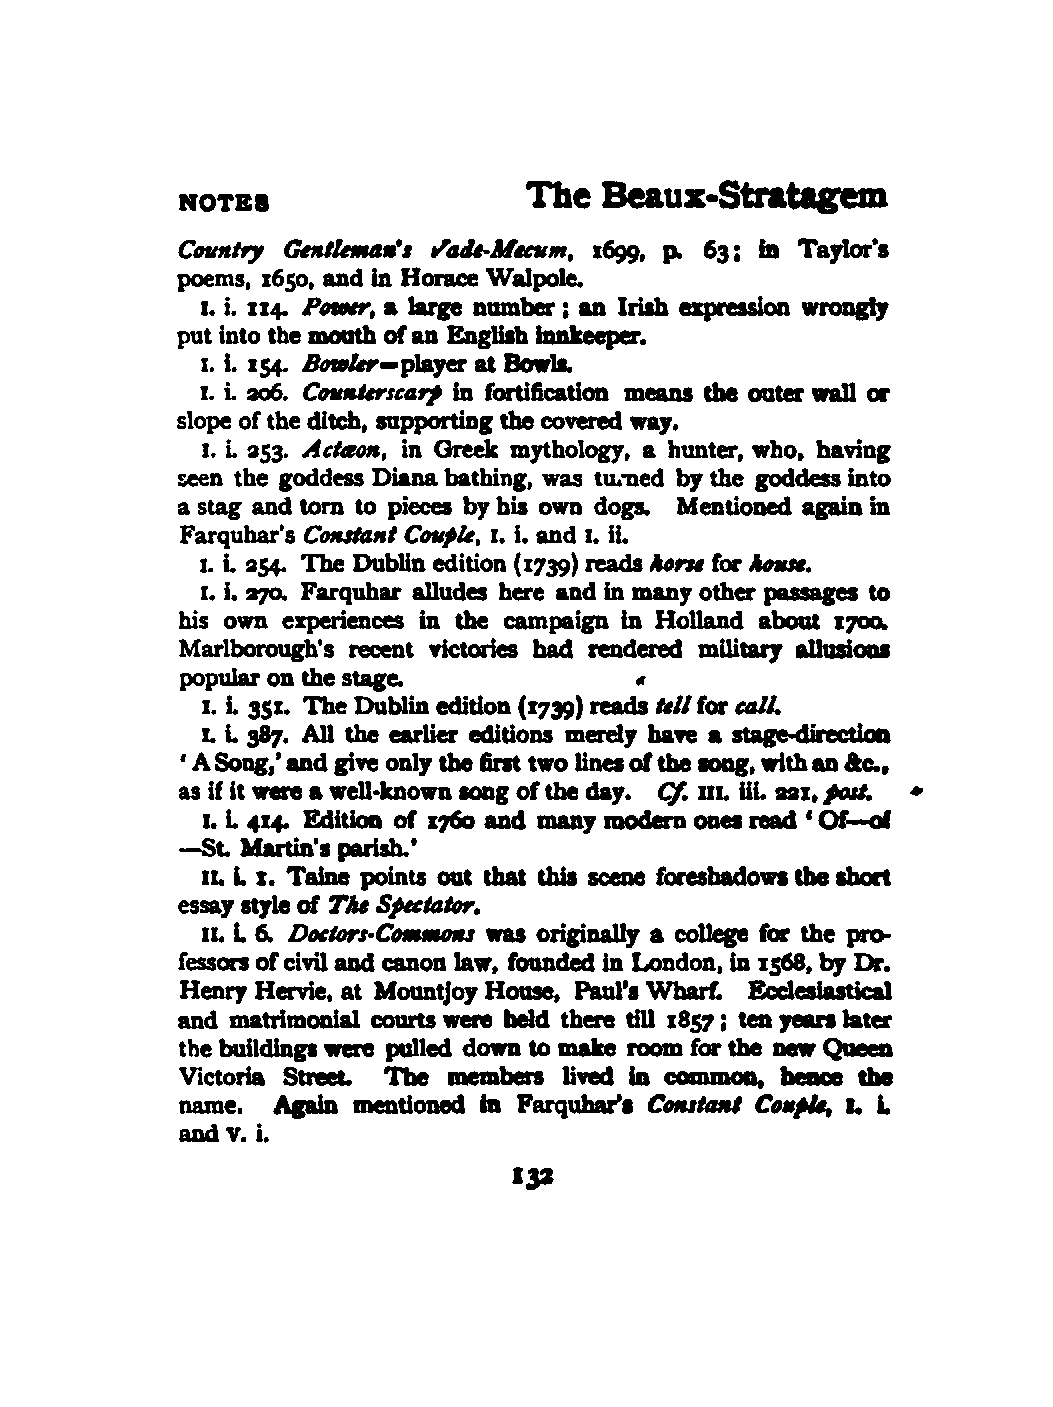 NOTES The Beaux-Stratagem
Country Gentleman's Vade-Mecum, 1699, p. 63; in Taylor's
poems, 1650, and in Horace Walpole.
I. i. 114. Power, a large number; an Irish expression wrongly
put into the mouth of an English innkeeper.
I. i. 154. Bowler—player at Bowls.
I. i. 206. Counterscarp in fortification means the outer wall or
slope of the ditch, supporting the covered way.
I. i. 253. Actæon, in Greek mythology, a hunter, who, having
seen the goddess Diana bathing, was turned by the goddess into
a stag and torn to pieces by his own dogs. Mentioned again in
Farquhar's Constant Couple, I. i. and I. ii.
I. i. 254. The Dublin edition (1739) reads horse for house.
I. i. 270. Farquhar alludes here and in many other passages to
his own experiences in the campaign in Holland about 1700.
Marlborough's recent victories had rendered military allusions
popular on the stage.
I. i. 351. The Dublin edition (1739) reads tell for call.
I. i. 387. All the earlier editions merely have a stage-direction
'A Song,' and give only the first two lines of the song, with an &c.,
as if it were a well-known song of the day. Cf. III. iii. 221, post.
I. i. 414. Edition of 1760 and many modern ones read 'Of—of
—St. Martin's parish.'
II. i. 1. Taine points out that this scene foreshadows the short
essay style of The Spectator.
II. i. 6. Doctors-Commons was originally a college for the pro-
fessors of civil and canon law, founded in London, in 1568, by Dr.
Henry Hervie, at Mountjoy House, Paul's Wharf. Ecclesiastical
and matrimonial courts were held there till 1857; ten years later
the buildings were pulled down to make room for the new Queen
Victoria Street. The members lived in common, hence the
name. Again mentioned in Farquhar's Constant Couple, I. i.
and V. i.
132